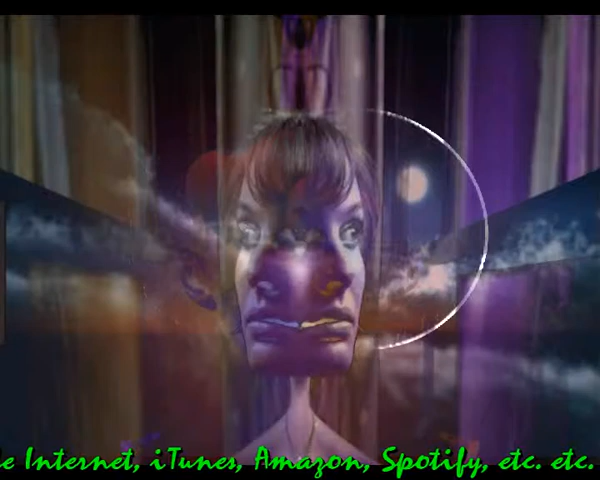 e Internet, iTunes, Amazon, Spotify, etc. etc.